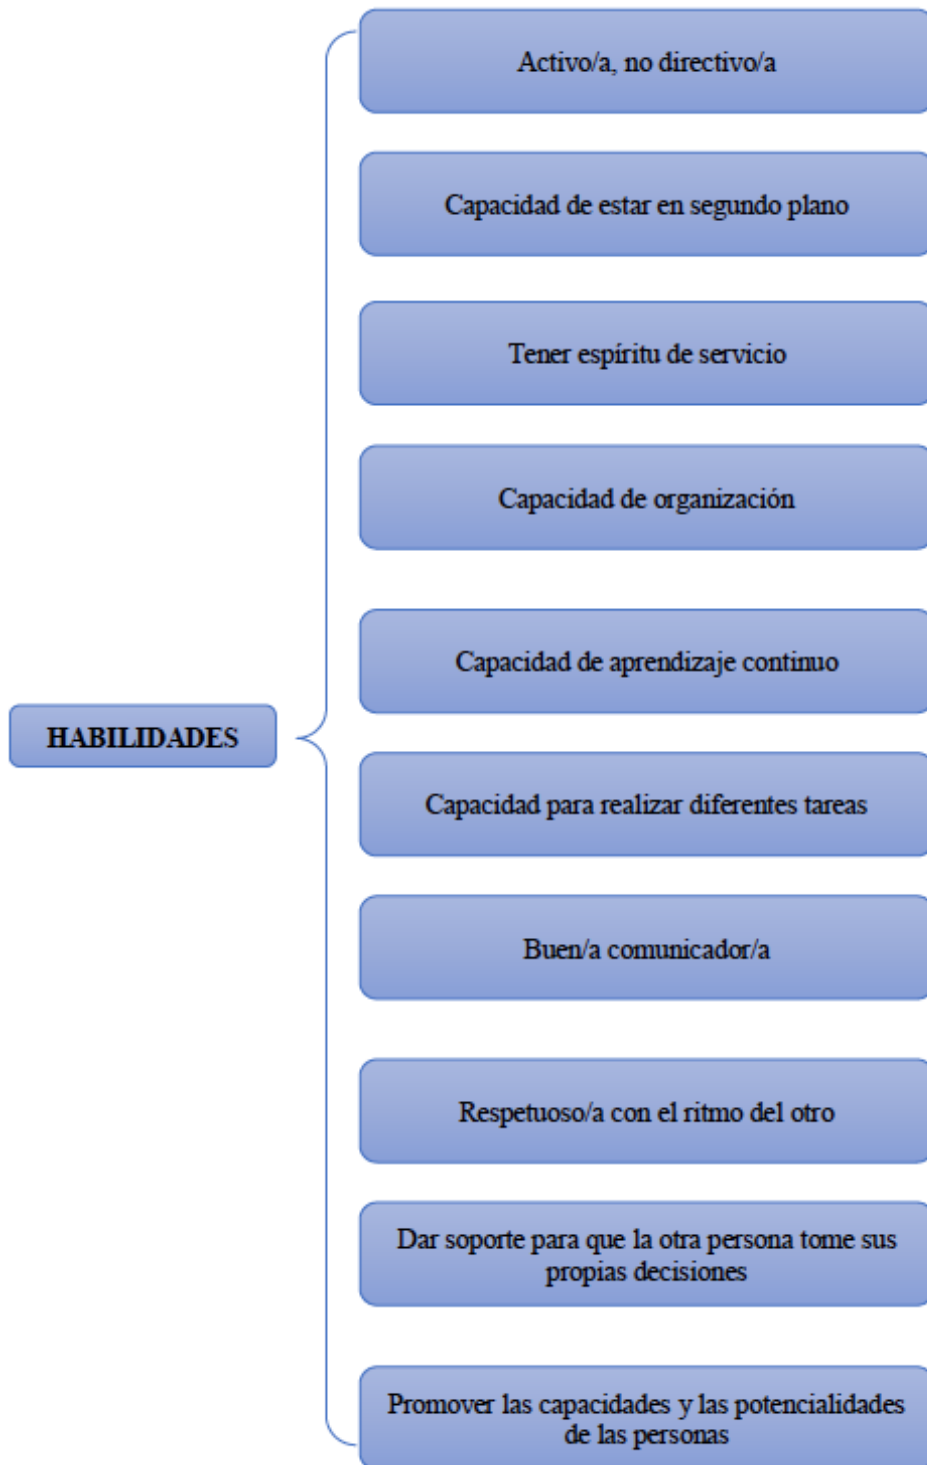 Activo/a, no directivo/a
Capacidad de estar en segundo plano
Tener espíritu de servicio
Capacidad de organización
Capacidad de aprendizaje continuo
HABILIDADES
Capacidad para realizar diferentes tareas
Buen/a comunicador/a
Respetuoso/a con el ritmo del otro
Dar soporte para que la otra persona tome sus
propias decisiones
Promover las capacidades y las potencialidades
de las personas